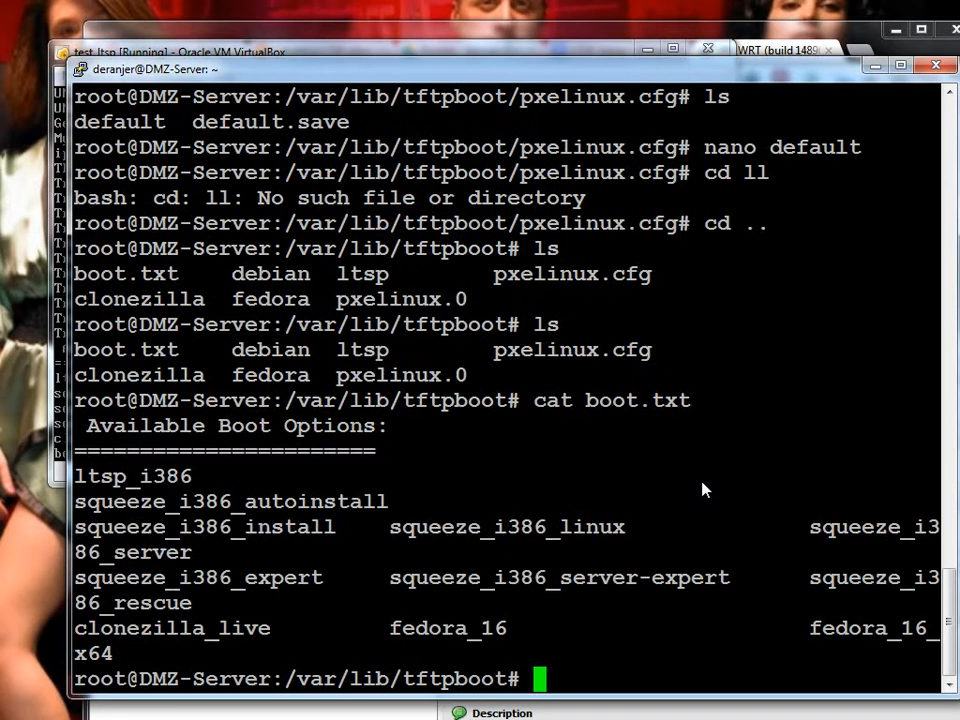 test ltsp [Running] - Oracle VM VirtualBox
WRT (build 1489
deranjer@DMZ-Server: ~
root@DMZ-Server:/var/lib/tftpboot/pxelinux.cfg# ls
default  default.save
root@DMZ-Server:/var/lib/tftpboot/pxelinux.cfg# nano default
root@DMZ-Server:/var/lib/tftpboot/pxelinux.cfg# cd ll
bash: cd: ll: No such file or directory
root@DMZ-Server:/var/lib/tftpboot/pxelinux.cfg# cd ..
root@DMZ-Server:/var/lib/tftpboot# ls
boot.txt    debian  ltsp        pxelinux.cfg
clonezilla  fedora  pxelinux.0
root@DMZ-Server:/var/lib/tftpboot# ls
boot.txt    debian  ltsp        pxelinux.cfg
clonezilla  fedora  pxelinux.0
root@DMZ-Server:/var/lib/tftpboot# cat boot.txt
Available Boot Options:
=======================
ltsp_i386
squeeze_i386_autoinstall
squeeze_i386_install    squeeze_i386_linux              squeeze_i3
86_server
squeeze_i386_expert     squeeze_i386_server-expert      squeeze_i3
86_rescue
clonezilla_live         fedora_16                       fedora_16_
x64
root@DMZ-Server:/var/lib/tftpboot#
Description